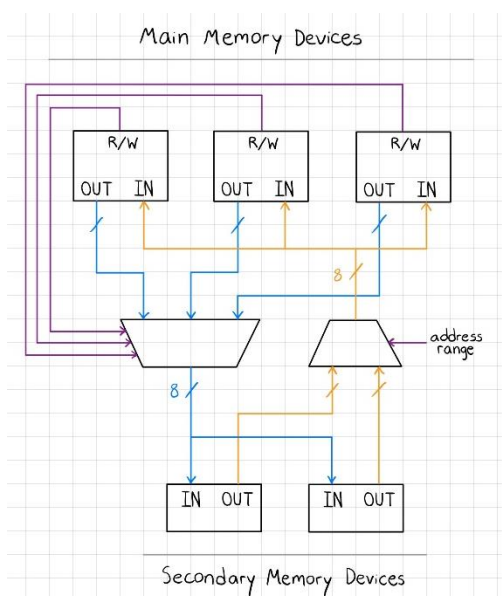 Main Memory Devices
R/W R/W R/W
OUT IN OUT IN OUT IN
8
address
range
8
IN OUT IN OUT
Secondary Memory Devices